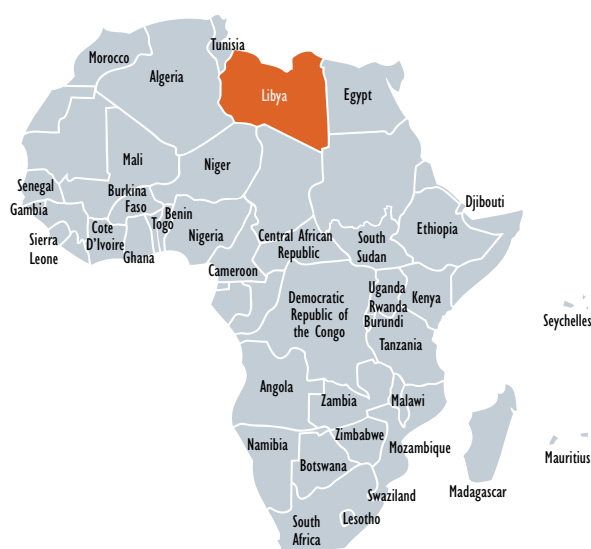 Tunisia
Morocco
Algeria
Libya
Egypt
Mali
Niger
Senegal
Burkina
Faso
Gambia
Benin
Togo
Cote
D'Ivoire
Nigeria
Sierra
Leone
Ghana
Cameroon
Central African
Republic
South
Sudan
Ethiopia
Djibouti
Uganda
Rwanda
Burundi
Kenya
Democratic
Republic of
the Congo
Tanzania
Seychelles
Angola
Zambia
Malawi
Zimbabwe
Namibia
Botswana
Mozambique
Mauritius
Madagascar
Swaziland
South
Africa
Lesotho